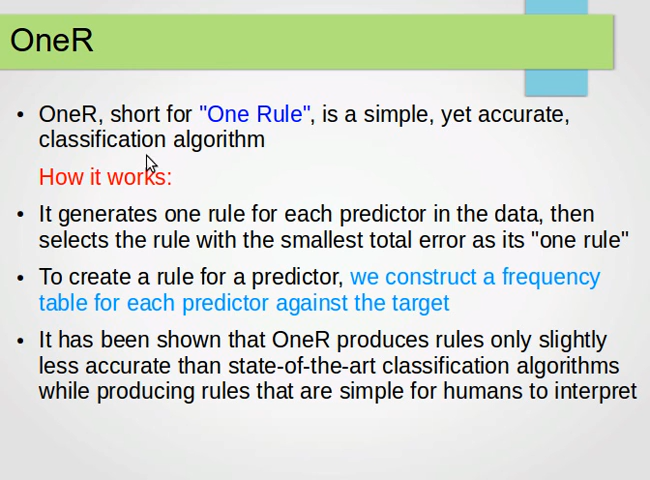 OneR
• OneR, short for "One Rule", is a simple, yet accurate,
classification algorithm
How it works:
• It generates one rule for each predictor in the data, then
selects the rule with the smallest total error as its "one rule"
• To create a rule for a predictor, we construct a frequency
table for each predictor against the target
• It has been shown that OneR produces rules only slightly
less accurate than state-of-the-art classification algorithms
while producing rules that are simple for humans to interpret